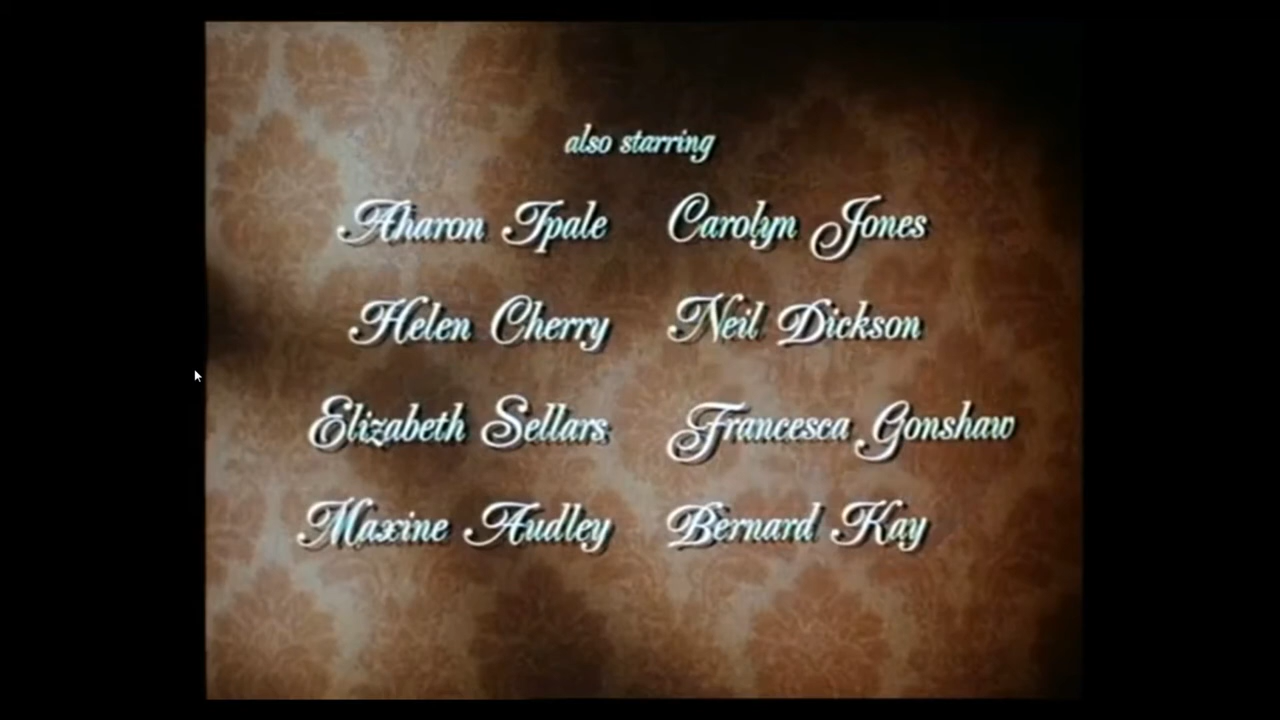 also starring
Aharon Ipale Carolyn Jones
Helen Cherry Neil Dickson
Elizabeth Sellars Francesca Gonshaw
Maxine Audley Bernard Kay